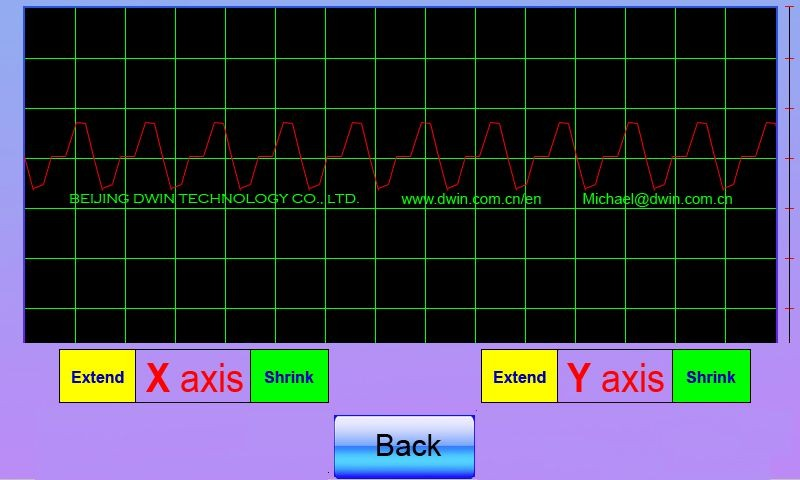 BEIJING DWIN TECHNOLOGY CO., LTD. www.dwin.com.cn/en Michael@dwin.com.cn
Extend X axis Shrink Extend Y axis Shrink
Back